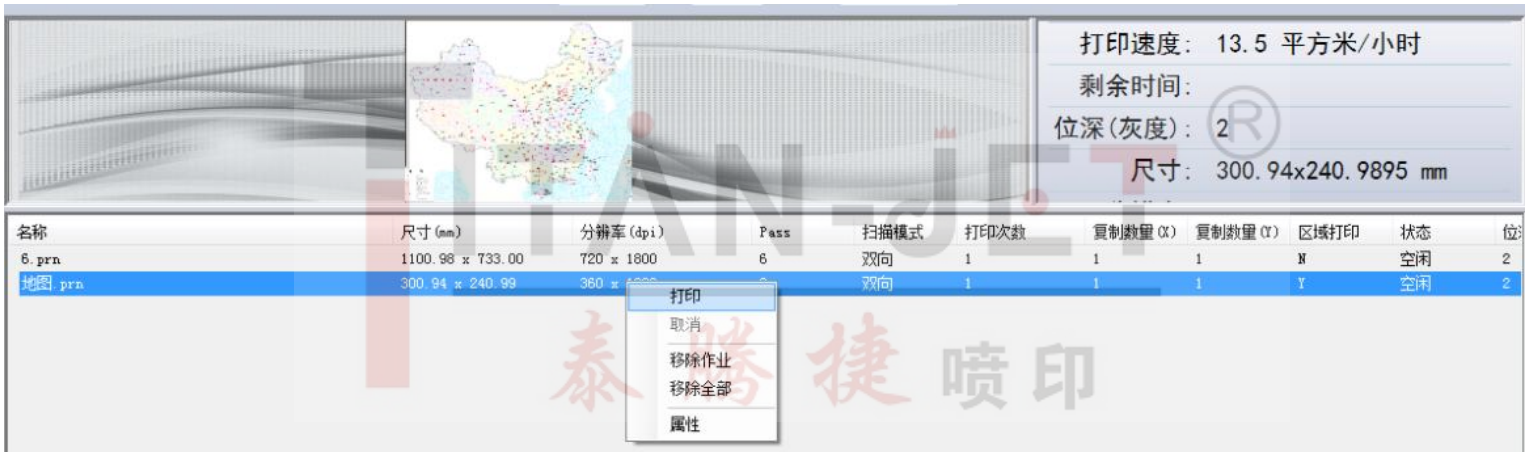 打印速度: 13.5 平方米/小时
剩余时间:
位深(灰度): 2
尺寸: 300.94x240.9895 mm
TiTAN-jET ®
名称 尺寸(mm) 分辨率(dpi) Pass 扫描模式 打印次数 复制数量(X) 复制数量(Y) 区域打印 状态
6.prn 1100.98 x 733.00 720 x 1800 6 双向 1 1 1 N 空闲 2
地图.prn 300.94 x 240.99 360 x 双向 1 1 1 Y 空闲 2
打印
取消
移除作业
移除全部
属性
泰腾捷喷印